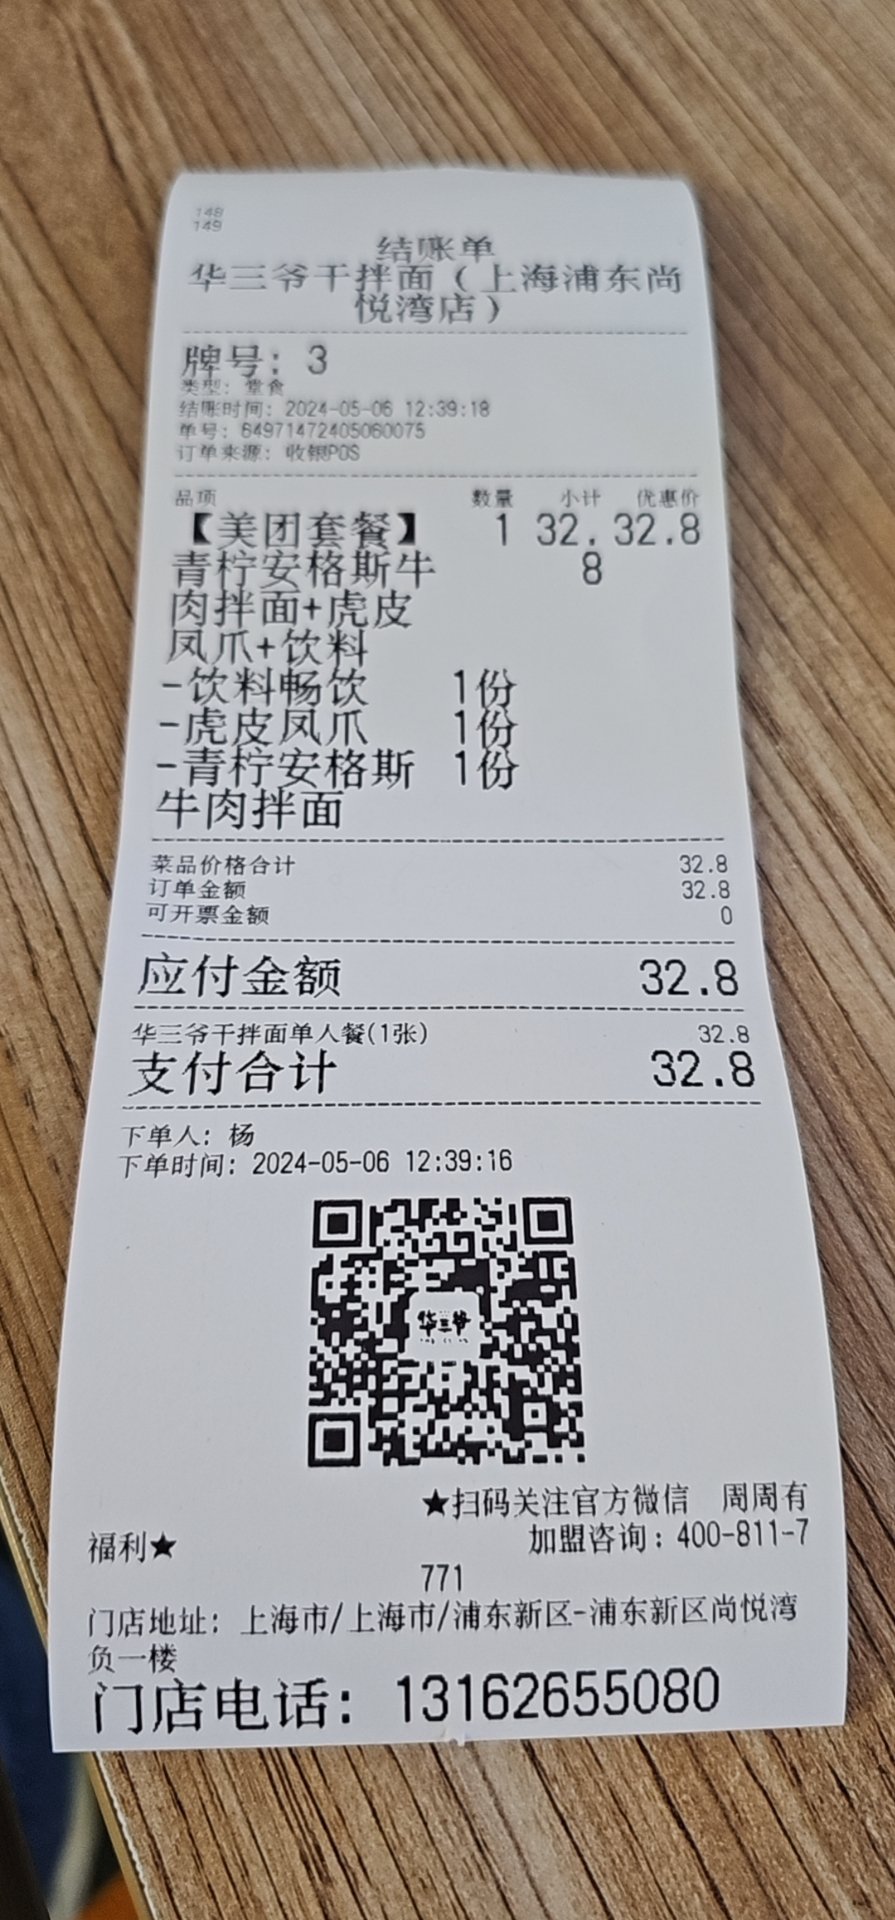 148
149
结账单
华三爷干拌面（上海浦东尚
悦湾店）
牌号：3
类型：堂食
结账时间：2024-05-06 12:39:18
单号：64971472405060075
订单来源：收银POS
品项 数量 小计 优惠价
【美团套餐】 1 32. 32.8
青柠安格斯牛 8
肉拌面+虎皮
凤爪+饮料
-饮料畅饮 1份
-虎皮凤爪 1份
-青柠安格斯 1份
牛肉拌面
菜品价格合计 32.8
订单金额 32.8
可开票金额 0
应付金额 32.8
华三爷干拌面单人餐(1张) 32.8
支付合计 32.8
下单人：杨
下单时间：2024-05-06 12:39:16
华三爷
★扫码关注官方微信 周周有
福利★ 加盟咨询：400-811-7
771
门店地址：上海市/上海市/浦东新区-浦东新区尚悦湾
负一楼
门店电话：13162655080